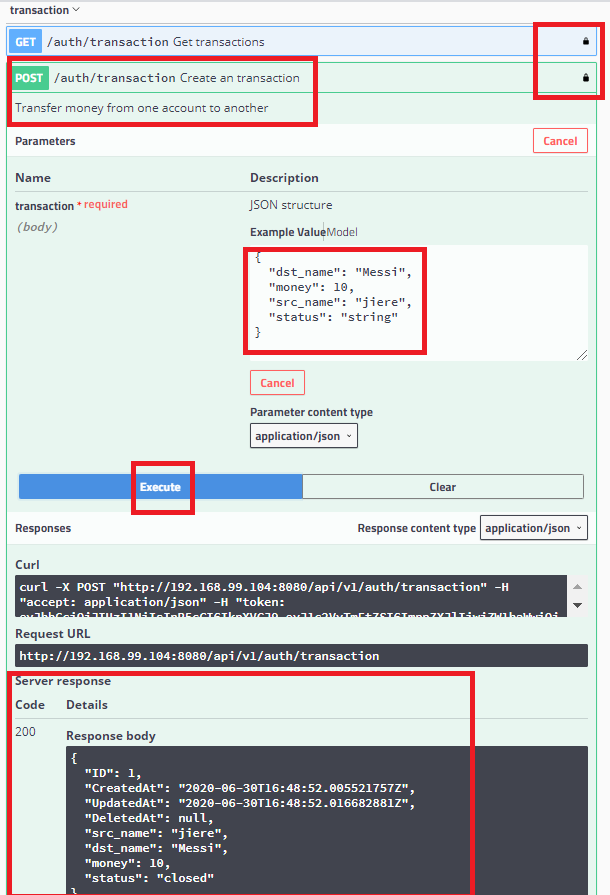 transaction
GET /auth/transaction Get transactions
POST /auth/transaction Create an transaction
Transfer money from one account to another
Parameters
Cancel
Name Description
transaction * required
(body)
JSON structure
Example Value Model
{
"dst_name": "Messi",
"money": 10,
"src_name": "jiere",
"status": "string"
}
Cancel
Parameter content type
application/json
Execute Clear
Responses Response content type application/json
Curl
curl -X POST "http://192.168.99.104:8080/api/v1/auth/transaction" -H
"accept: application/json" -H "token:
Request URL
http://192.168.99.104:8080/api/v1/auth/transaction
Server response
Code Details
200
Response body
{
"ID": 1,
"CreatedAt": "2020-06-30T16:48:52.005521757Z",
"UpdatedAt": "2020-06-30T16:48:52.016682881Z",
"DeletedAt": null,
"src_name": "jiere",
"dst_name": "Messi",
"money": 10,
"status": "closed"
}